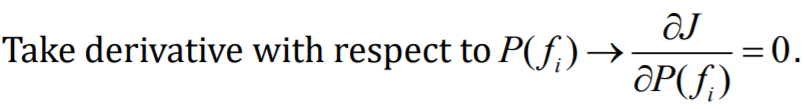 Take derivative with respect to P(f_i) → ∂J/∂P(f_i) = 0.